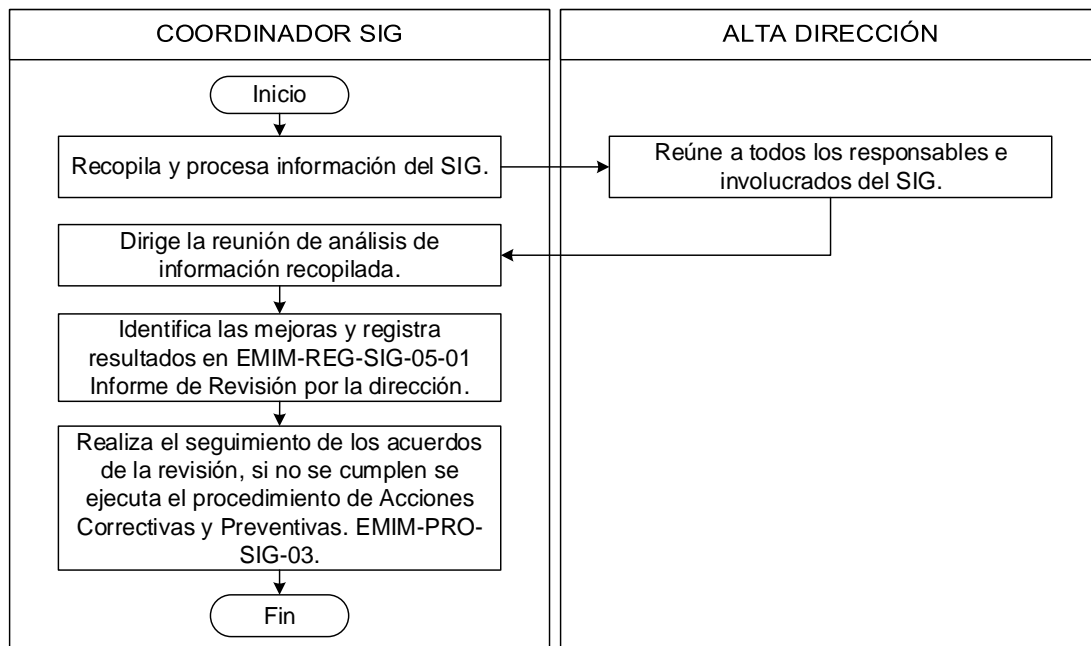 COORDINADOR SIG
ALTA DIRECCIÓN
Inicio
Recopila y procesa información del SIG.
Reúne a todos los responsables e
involucrados del SIG.
Dirige la reunión de análisis de
información recopilada.
Identifica las mejoras y registra
resultados en EMIM-REG-SIG-05-01
Informe de Revisión por la dirección.
Realiza el seguimiento de los acuerdos
de la revisión, si no se cumplen se
ejecuta el procedimiento de Acciones
Correctivas y Preventivas. EMIM-PRO-
SIG-03.
Fin